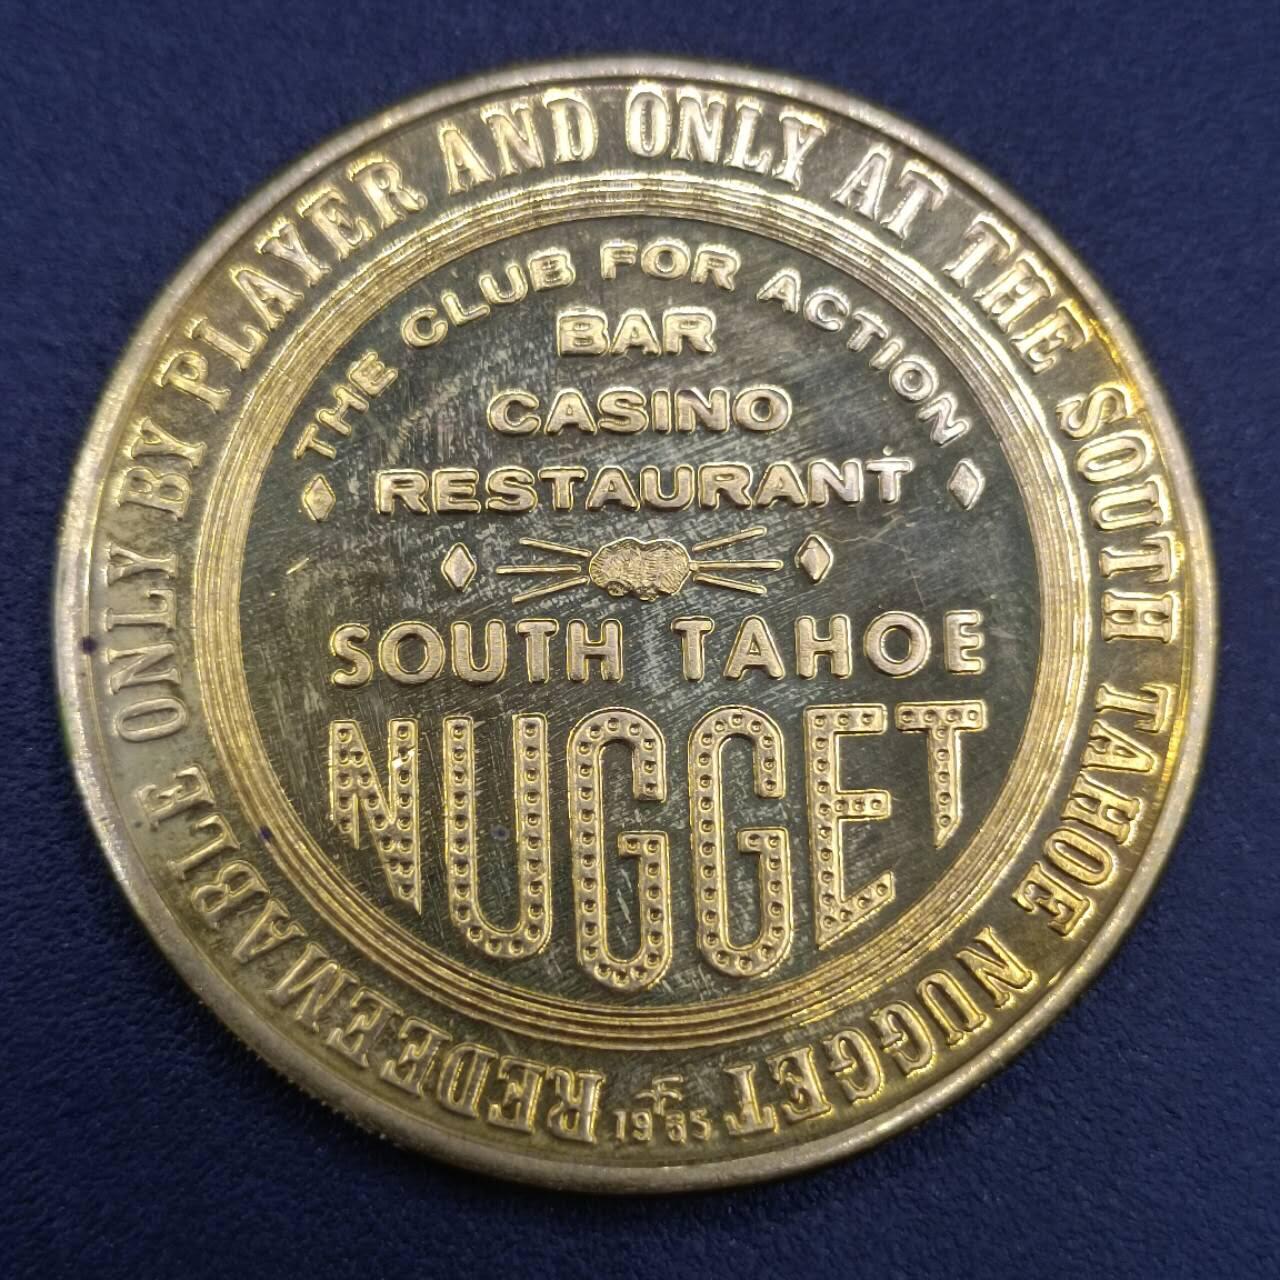 REDEEMABLE ONLY BY PLAYER AND ONLY AT THE SOUTH TAHOE NUGGET
THE CLUB FOR ACTION
BAR
CASINO
RESTAURANT
SOUTH TAHOE
NUGGET
1965